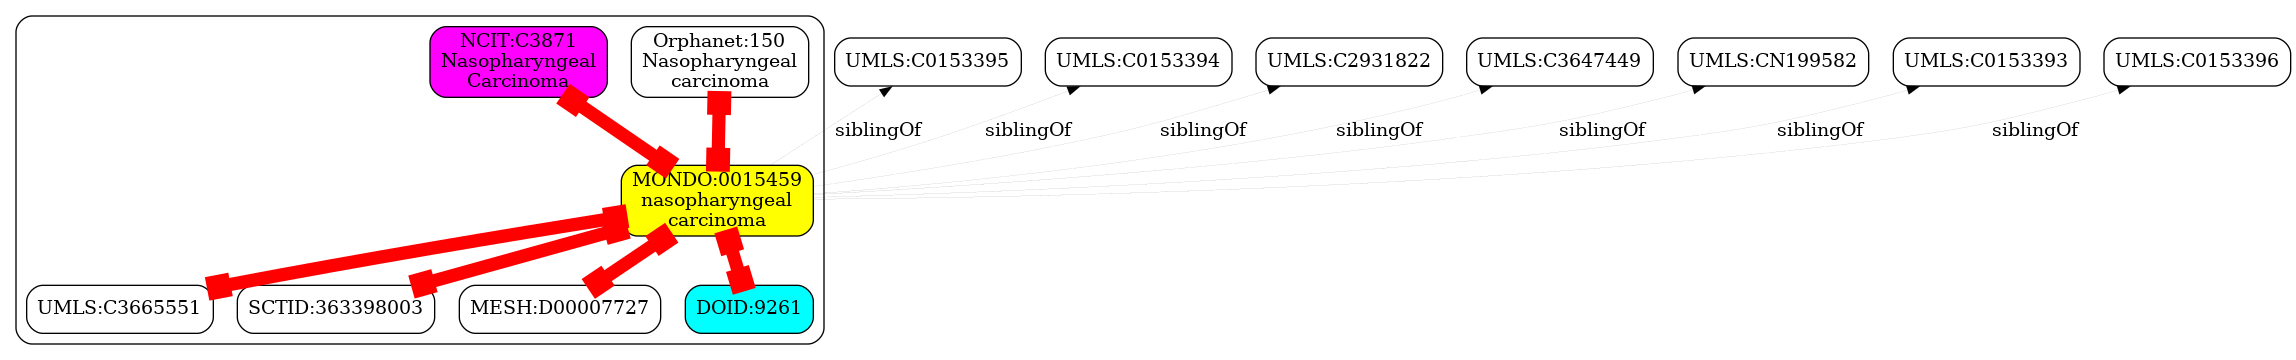 NCIT:C3871
Nasopharyngeal
Carcinoma
Orphanet:150
Nasopharyngeal
carcinoma
UMLS:C0153395
UMLS:C0153394
UMLS:C2931822
UMLS:C3647449
UMLS:CN199582
UMLS:C0153393
UMLS:C0153396
siblingOf
siblingOf
siblingOf
siblingOf
siblingOf
siblingOf
siblingOf
MONDO:0015459
nasopharyngeal
carcinoma
UMLS:C3665551
SCTID:363398003
MESH:D00007727
DOID:9261